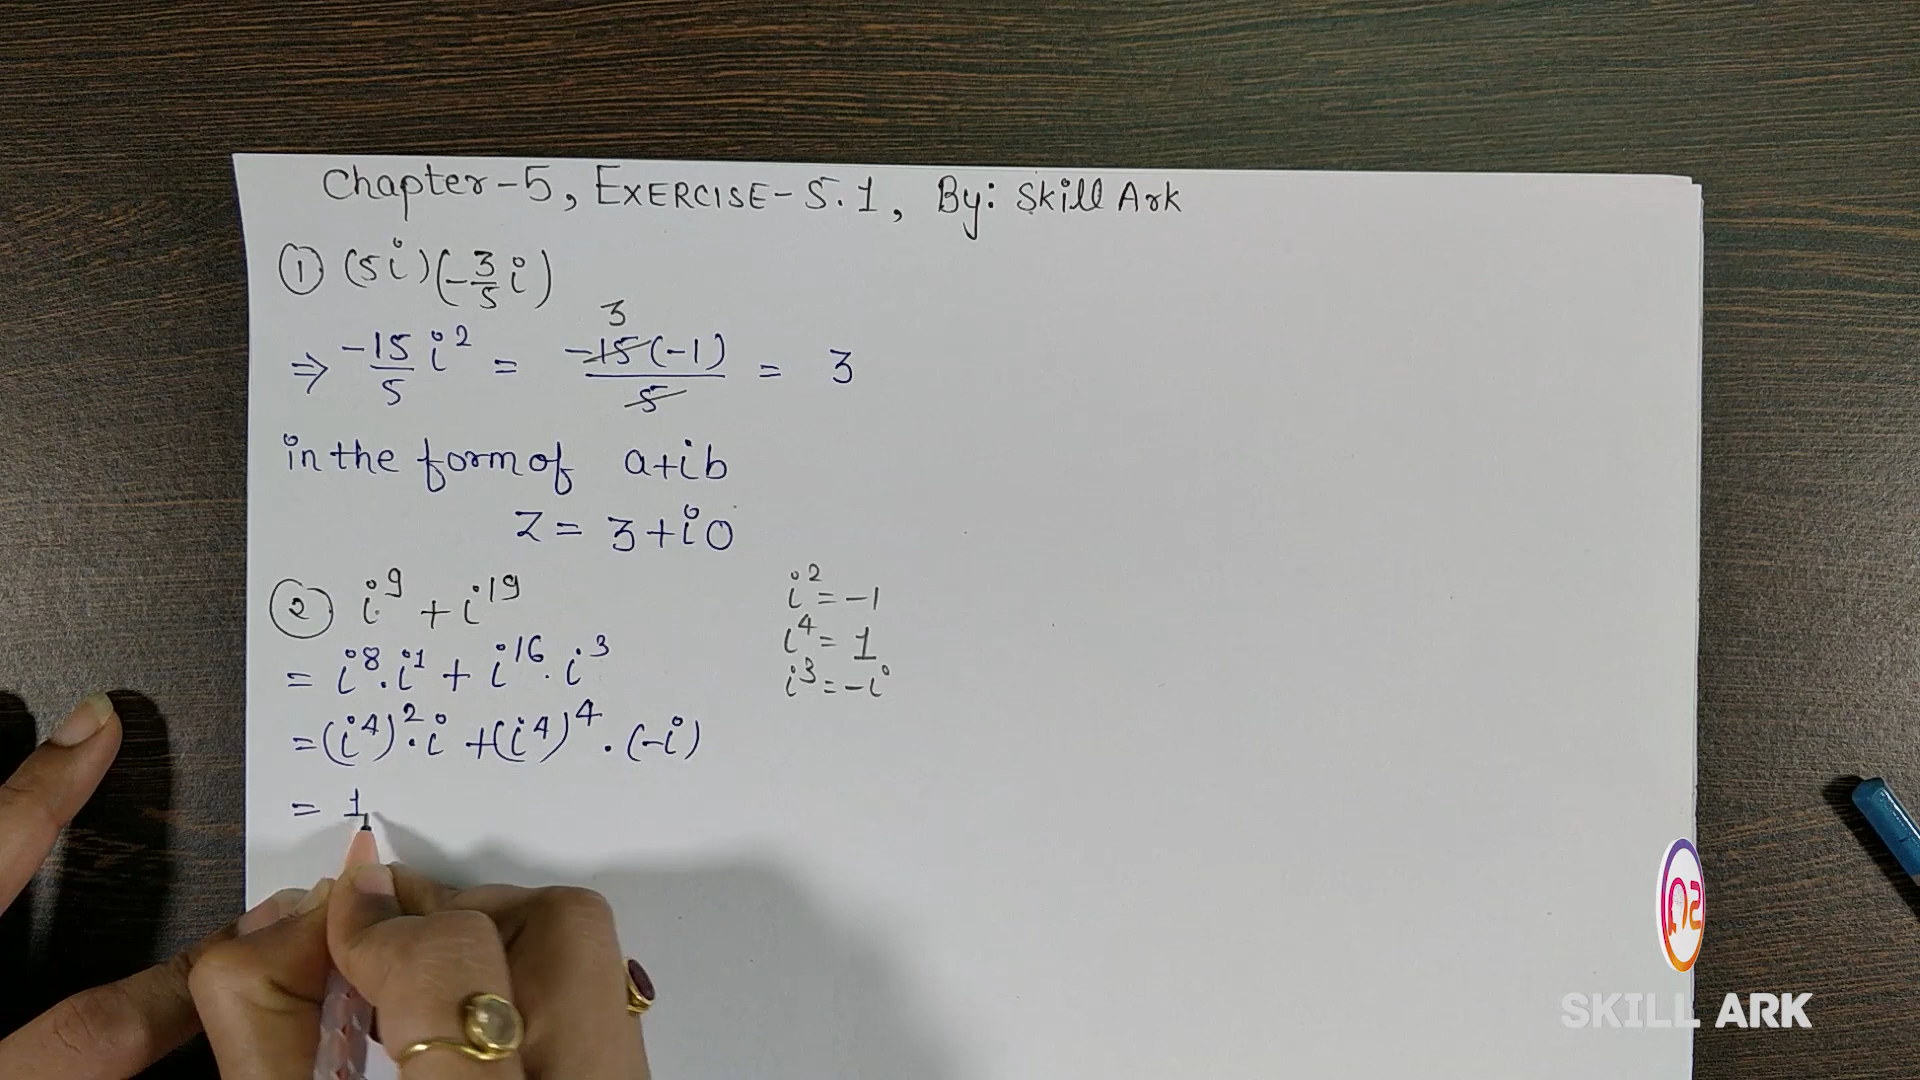 Chapter-5, EXERCISE-5.1, By: Skill Ark
① (5i)(-3/5 i)
⇒ -15/5 i² = -15(-1)/5 = 3
3
in the form of a+ib
z = 3+i0
② i⁹ + i¹⁹
= i⁸.i¹ + i¹⁶.i³
= (i⁴)².i + (i⁴)⁴.(-i)
= 1
i² = -1
i⁴ = 1
i³ = -i
SKILL ARK